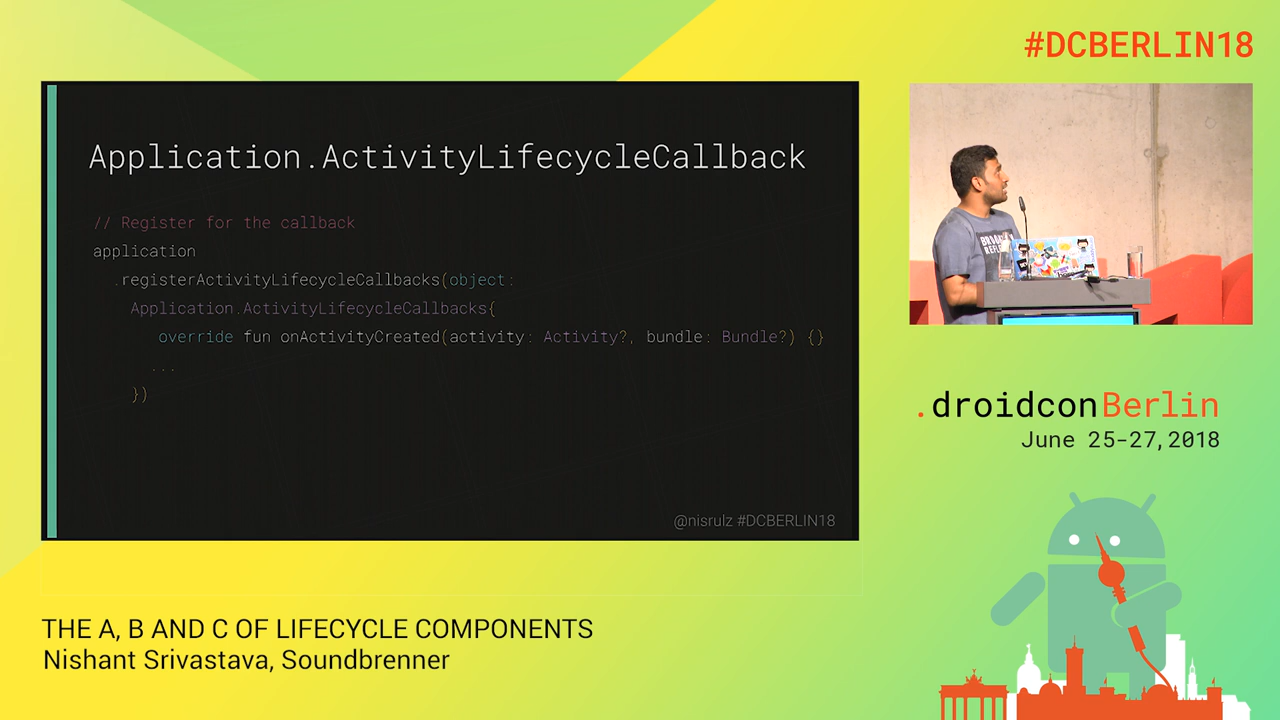 #DCBERLIN18
Application.ActivityLifecycleCallback
// Register for the callback
application
.registerActivityLifecycleCallbacks(object:
Application.ActivityLifecycleCallbacks{
override fun onActivityCreated(activity: Activity?, bundle: Bundle?) {}
...
})
@nisrulz #DCBERLIN18
.droidconBerlin
June 25-27, 2018
THE A, B AND C OF LIFECYCLE COMPONENTS
Nishant Srivastava, Soundbrenner